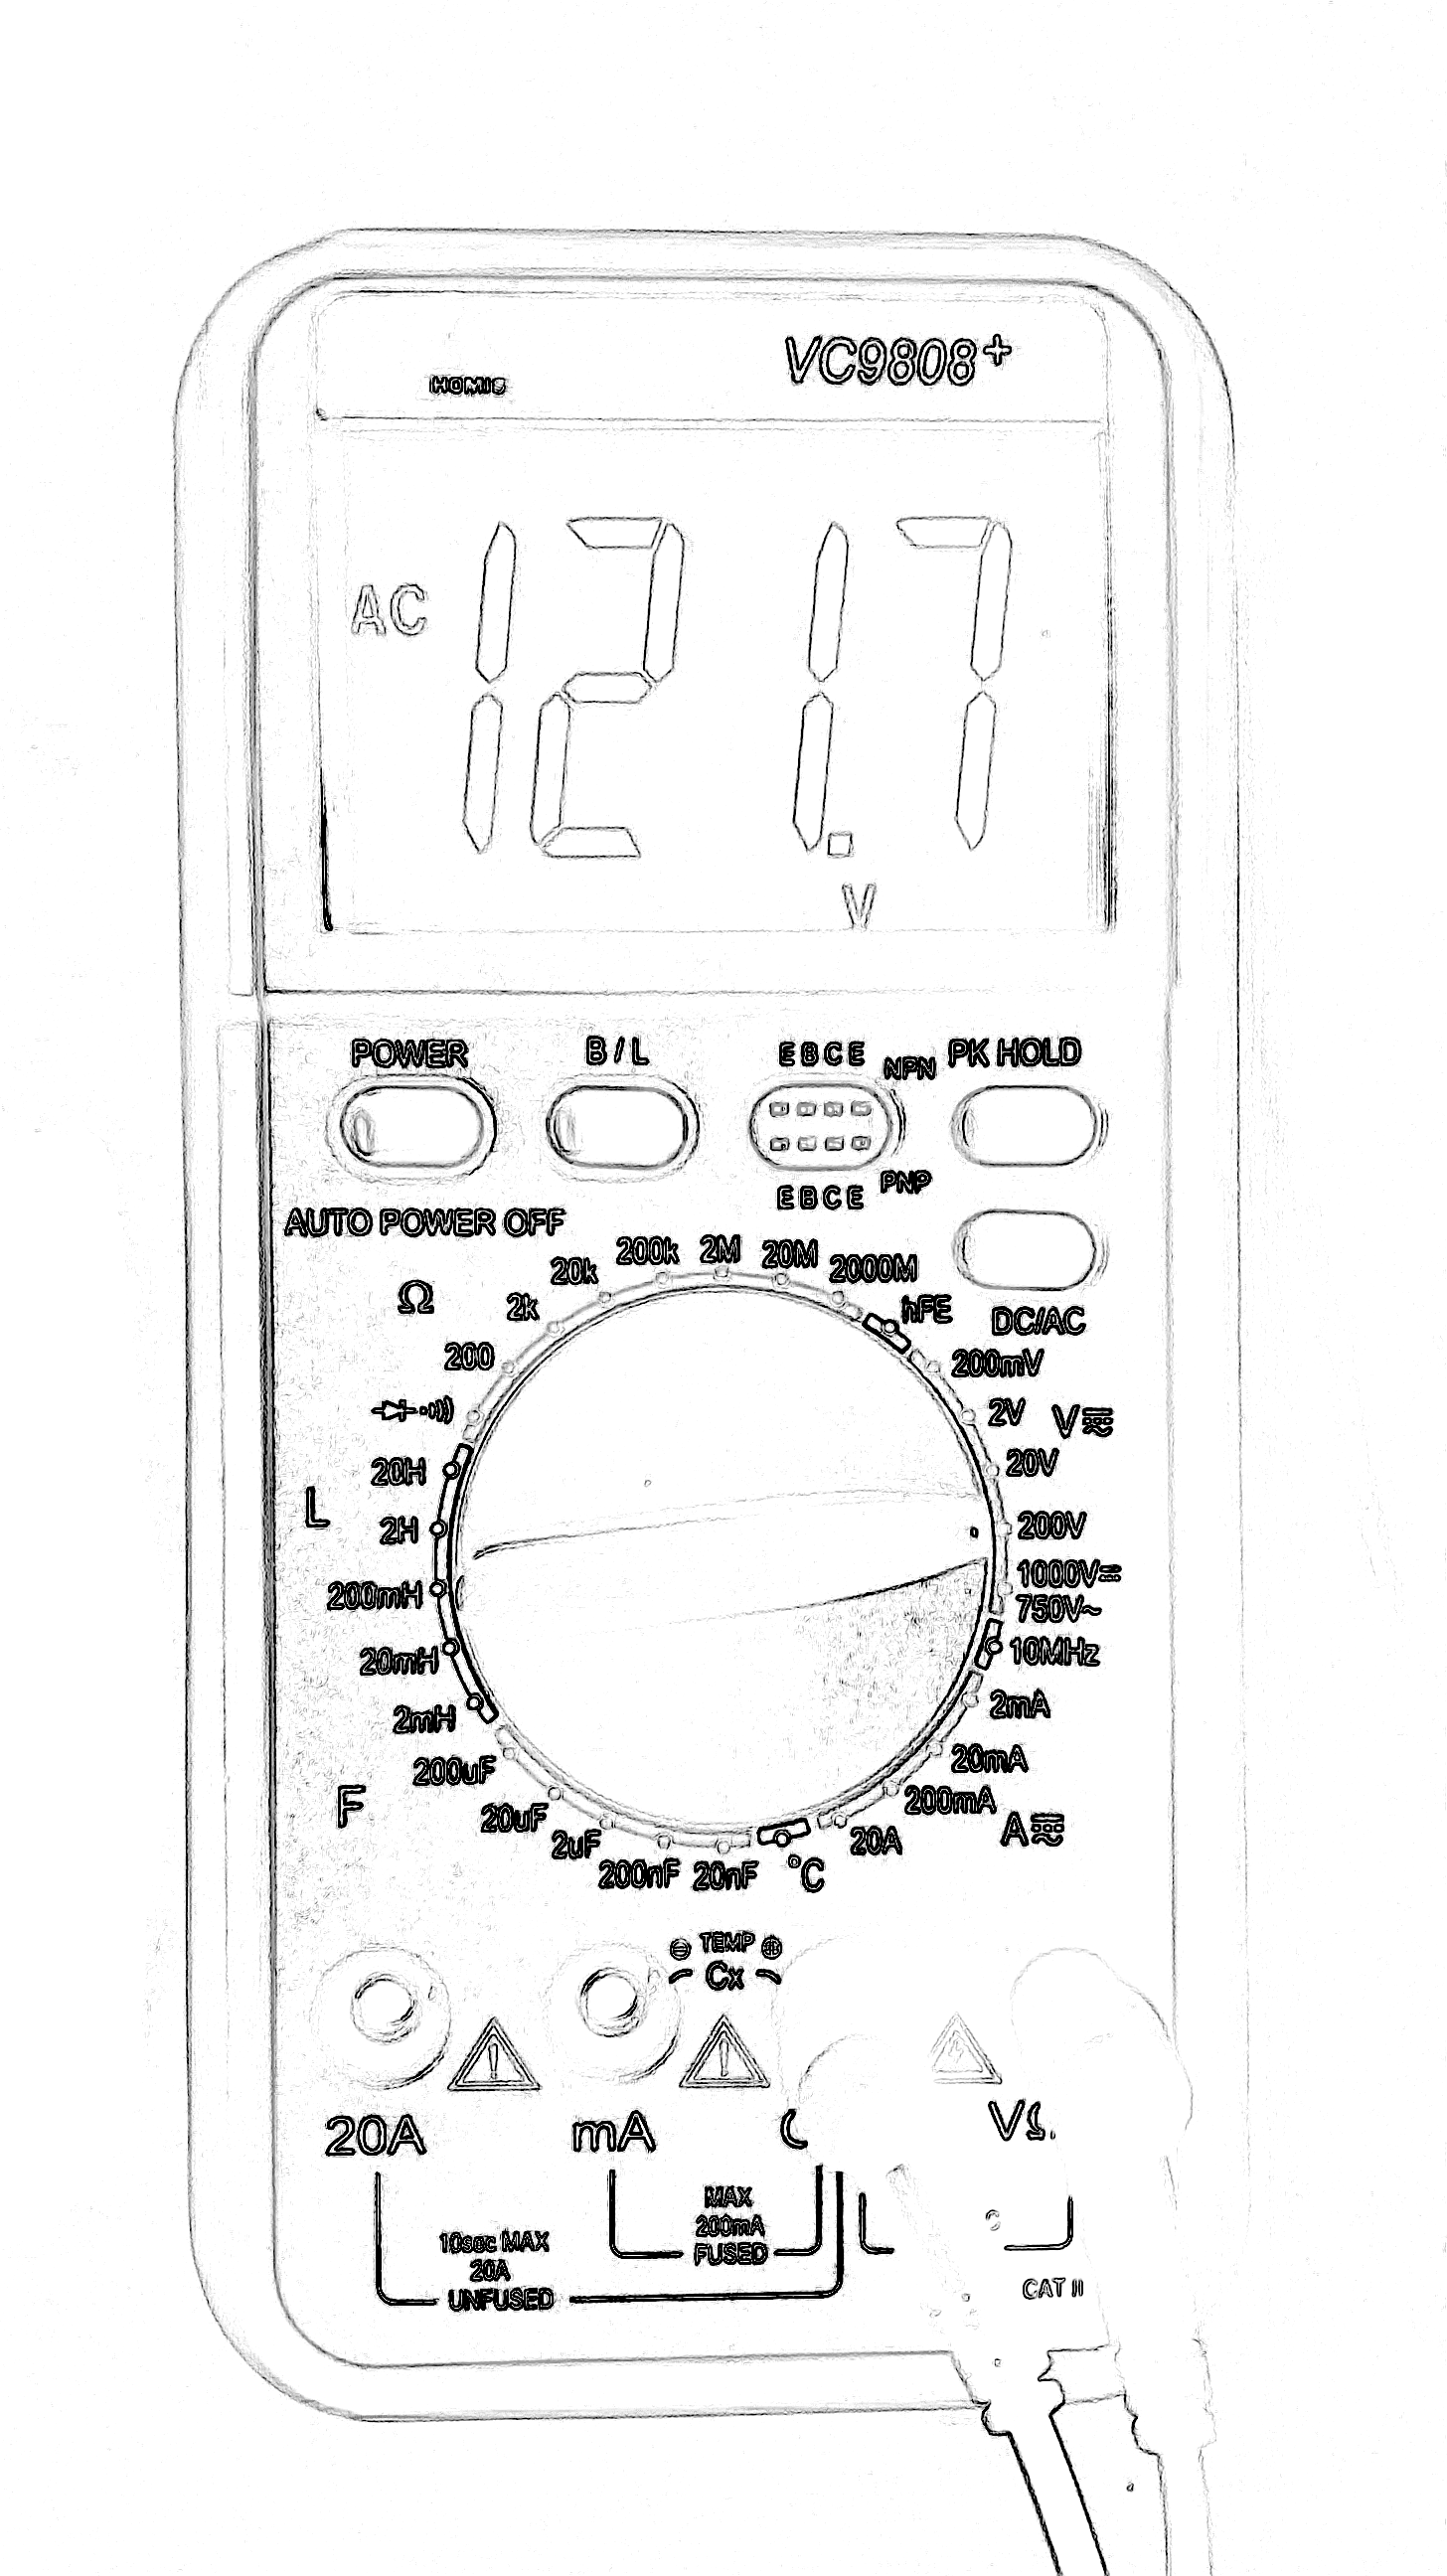 HOMIS
VC9808+
AC
121.7
V
POWER
B / L
E B C E
NPN
PK HOLD
E B C E
PNP
AUTO POWER OFF
DC/AC
Ω
200
2k
20k
200k
2M
20M
2000M
hFE
200mV
2V
V
20V
200V
1000V
750V~
10MHz
2mA
20mA
200mA
20A
A
°C
20nF
200nF
2uF
20uF
200uF
F
2mH
20mH
200mH
2H
20H
L
TEMP
Cx
20A
mA
VΩ
10sec MAX
20A
UNFUSED
MAX
200mA
FUSED
CAT II